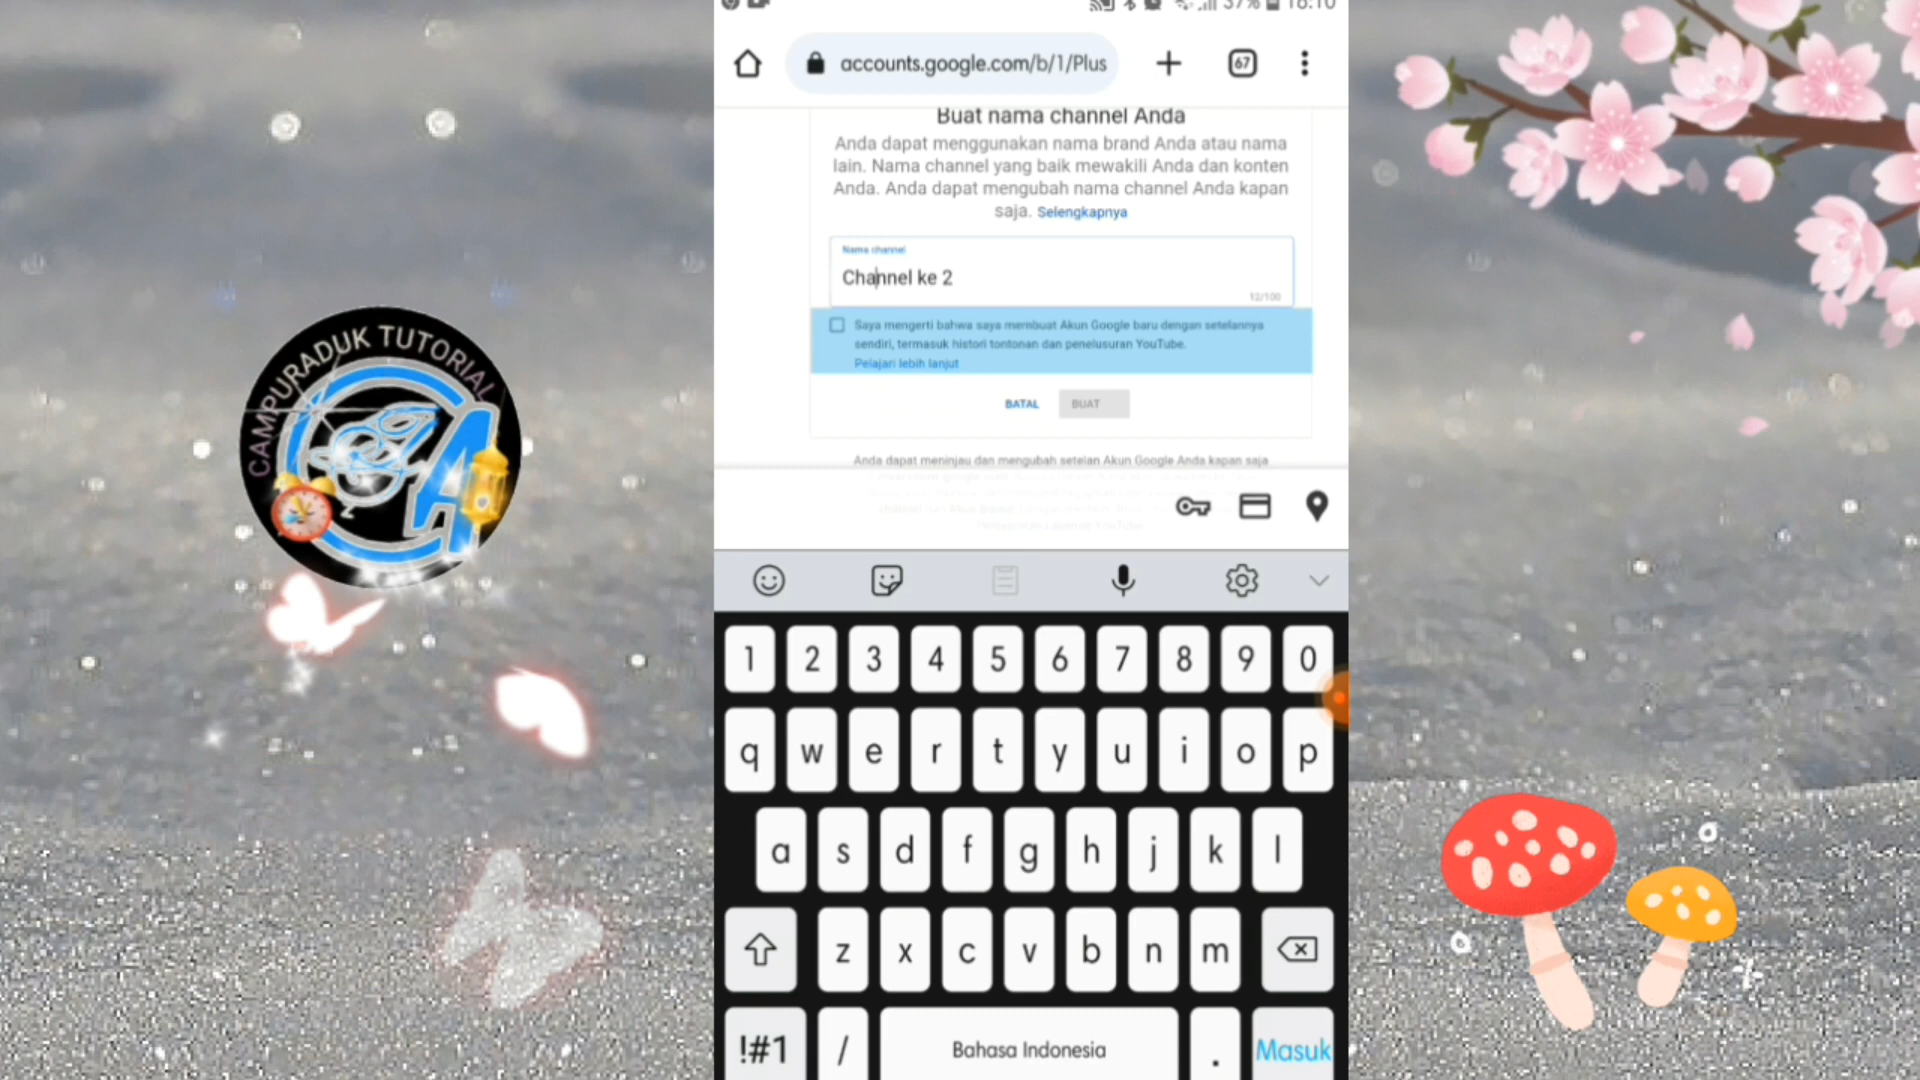 CAMPURADUK TUTORIAL
37% 16:10
accounts.google.com/b/1/Plus
67
Buat nama channel Anda
Anda dapat menggunakan nama brand Anda atau nama
lain. Nama channel yang baik mewakili Anda dan konten
Anda. Anda dapat mengubah nama channel Anda kapan
saja. Selengkapnya
Nama channel
Channel ke 2
12/100
Saya mengerti bahwa saya membuat Akun Google baru dengan setelannya
sendiri, termasuk histori tontonan dan penelusuran YouTube.
Pelajari lebih lanjut
BATAL BUAT
Anda dapat meninjau dan mengubah setelan Akun Google Anda kapan saja
1 2 3 4 5 6 7 8 9 0
q w e r t y u i o p
a s d f g h j k l
z x c v b n m
!#1 / Bahasa Indonesia . Masuk